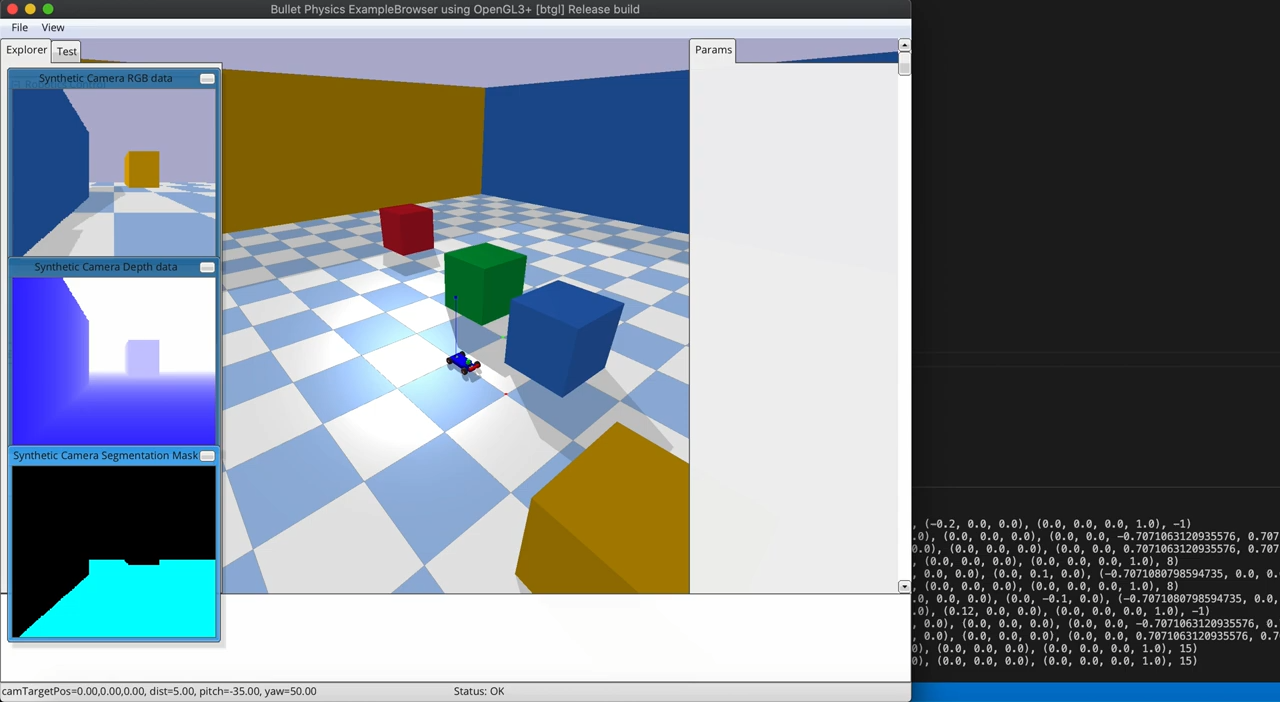 Bullet Physics ExampleBrowser using OpenGL3+ [btgl] Release build
File View
Explorer Test
Params
Synthetic Camera RGB data
Synthetic Camera Depth data
Synthetic Camera Segmentation Mask
, (-0.2, 0.0, 0.0), (0.0, 0.0, 0.0, 1.0), -1)
.0), (0.0, 0.0, 0.0), (0.0, 0.0, -0.7071063120935576, 0.707
0.0), (0.0, 0.0, 0.0), (0.0, 0.0, 0.7071063120935576, 0.707
, (0.0, 0.0, 0.0), (0.0, 0.0, 0.0, 1.0), 8)
0.0, 0.0), (0.0, 0.1, 0.0), (-0.7071080798594735, 0.0, 0.0
, (0.0, 0.0, 0.0), (0.0, 0.0, 0.0, 1.0), 8)
0.0, 0.0), (0.0, -0.1, 0.0), (-0.7071080798594735, 0.0,
.0), (0.12, 0.0, 0.0), (0.0, 0.0, 0.0, 1.0), -1)
0.0), (0.0, 0.0, 0.0), (0.0, 0.0, -0.7071063120935576, 0.
0.0), (0.0, 0.0, 0.0), (0.0, 0.0, 0.7071063120935576, 0.7
), (0.0, 0.0, 0.0), (0.0, 0.0, 0.0, 1.0), 15)
), (0.0, 0.0, 0.0), (0.0, 0.0, 0.0, 1.0), 15)
camTargetPos=0.00,0.00,0.00, dist=5.00, pitch=-35.00, yaw=50.00
Status: OK